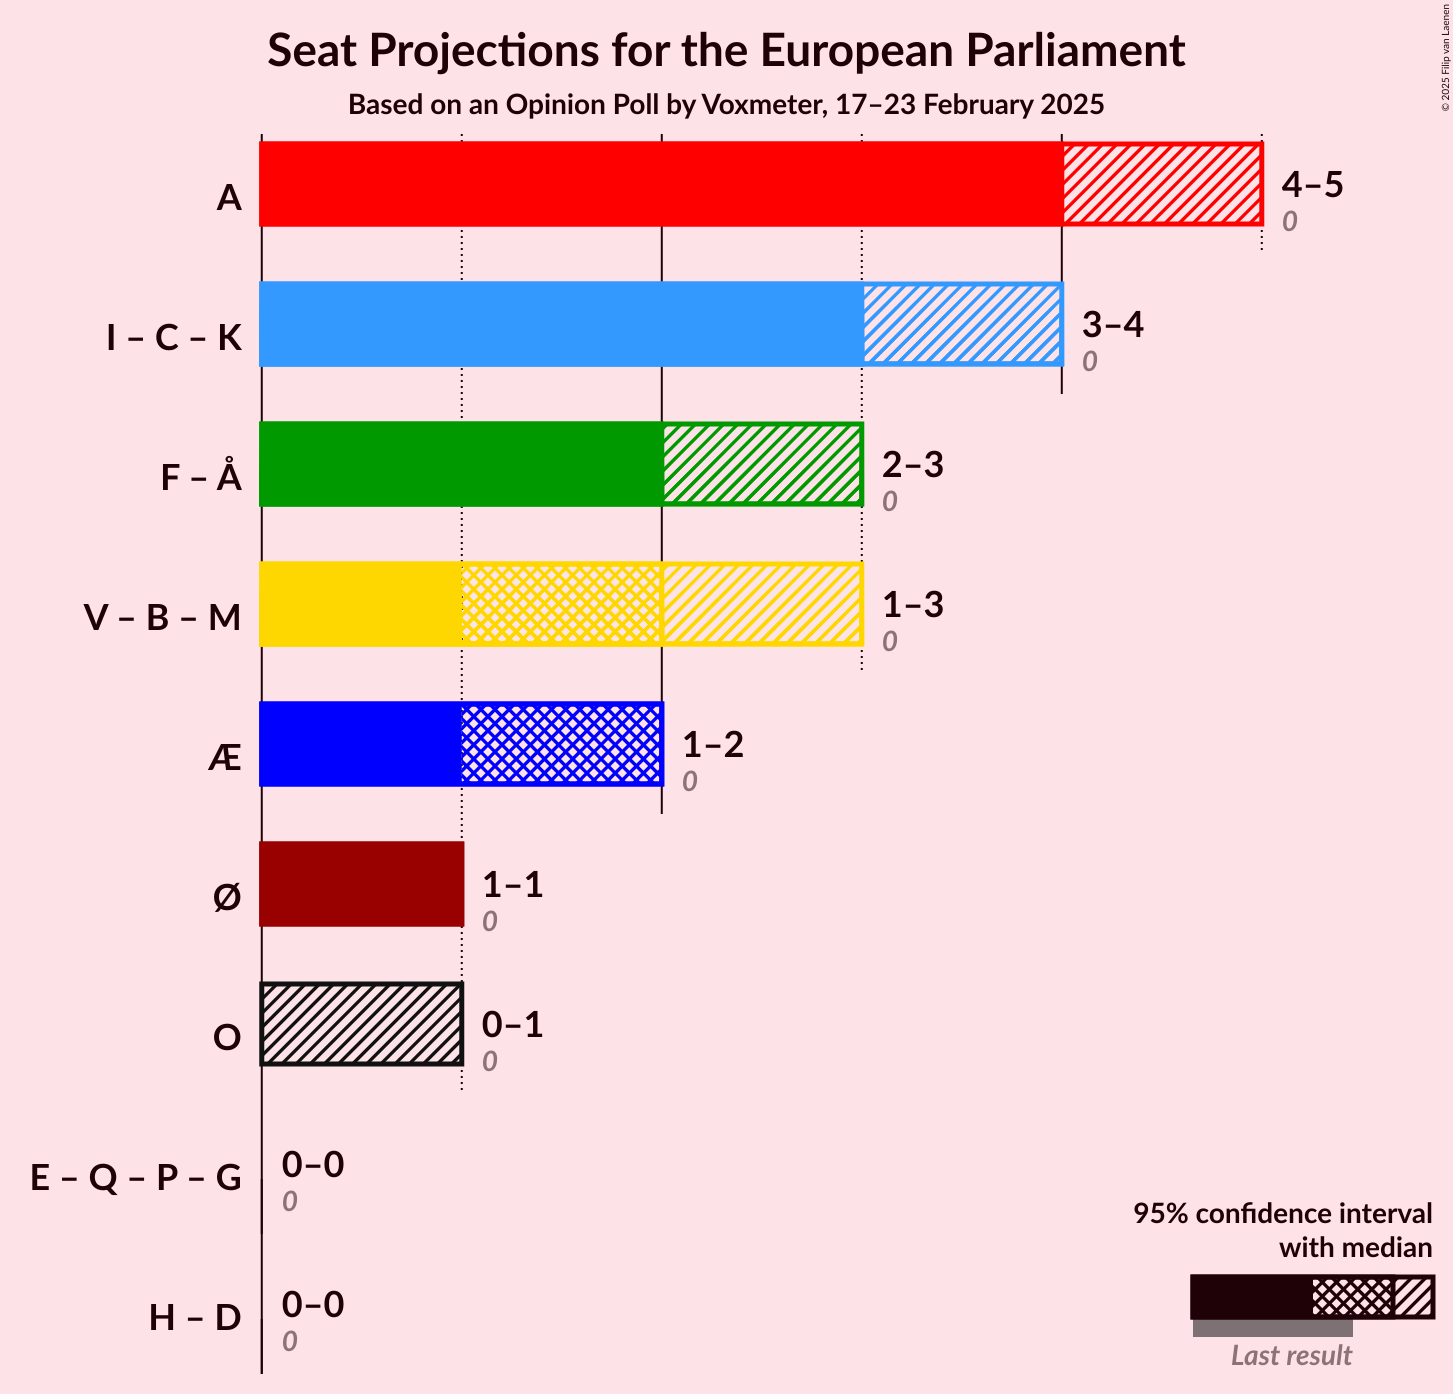 Seat Projections for the European Parliament
Based on an Opinion Poll by Voxmeter, 17–23 February 2025
© 2025 Filip van Laenen
A
4–5
0
I – C – K
3–4
0
F – Å
2–3
0
V – B – M
1–3
0
Æ
1–2
0
Ø
1–1
0
O
0–1
0
E – Q – P – G
0–0
0
H – D
0–0
0
95% confidence interval
with median
Last result